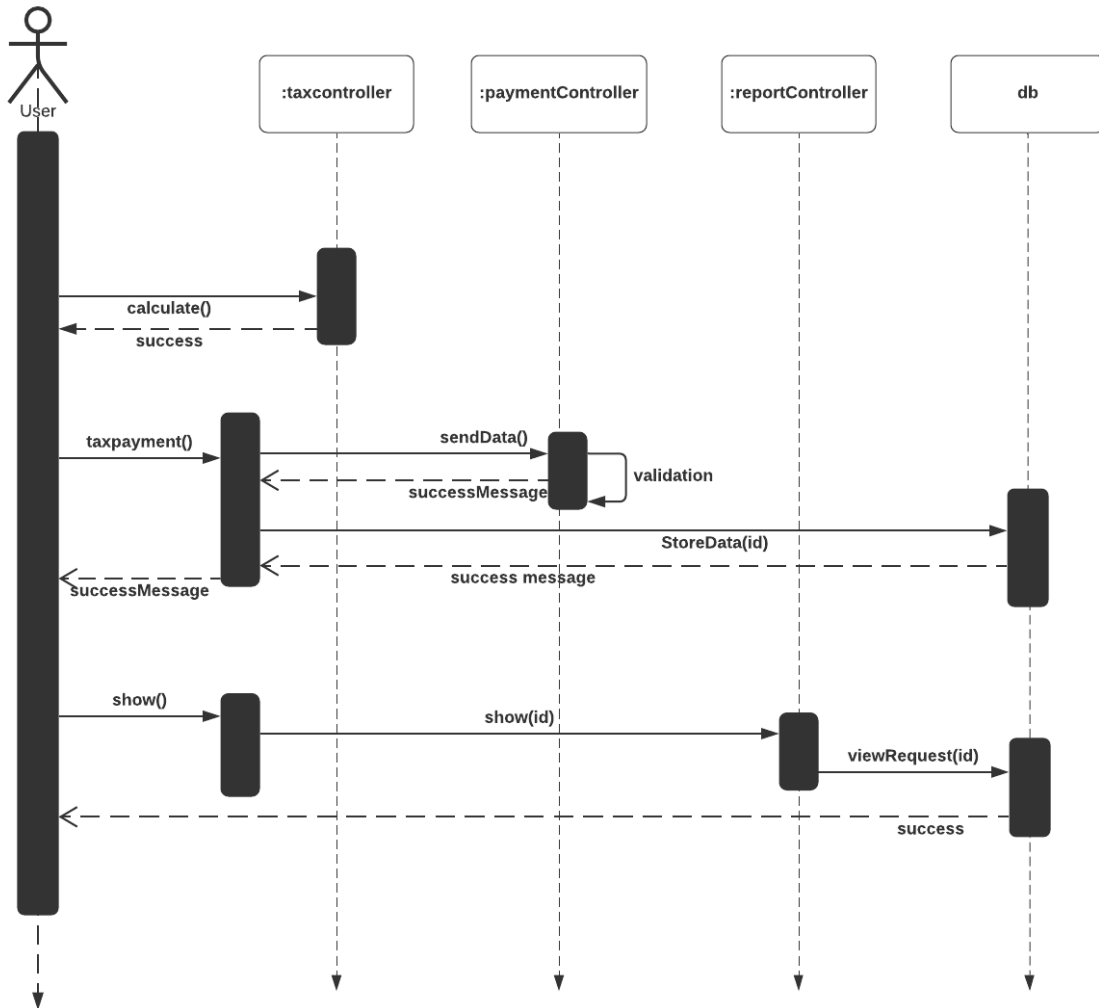 User
:taxcontroller
:paymentController
:reportController
db
calculate()
success
taxpayment()
sendData()
validation
successMessage
StoreData(id)
success message
successMessage
show()
show(id)
viewRequest(id)
success